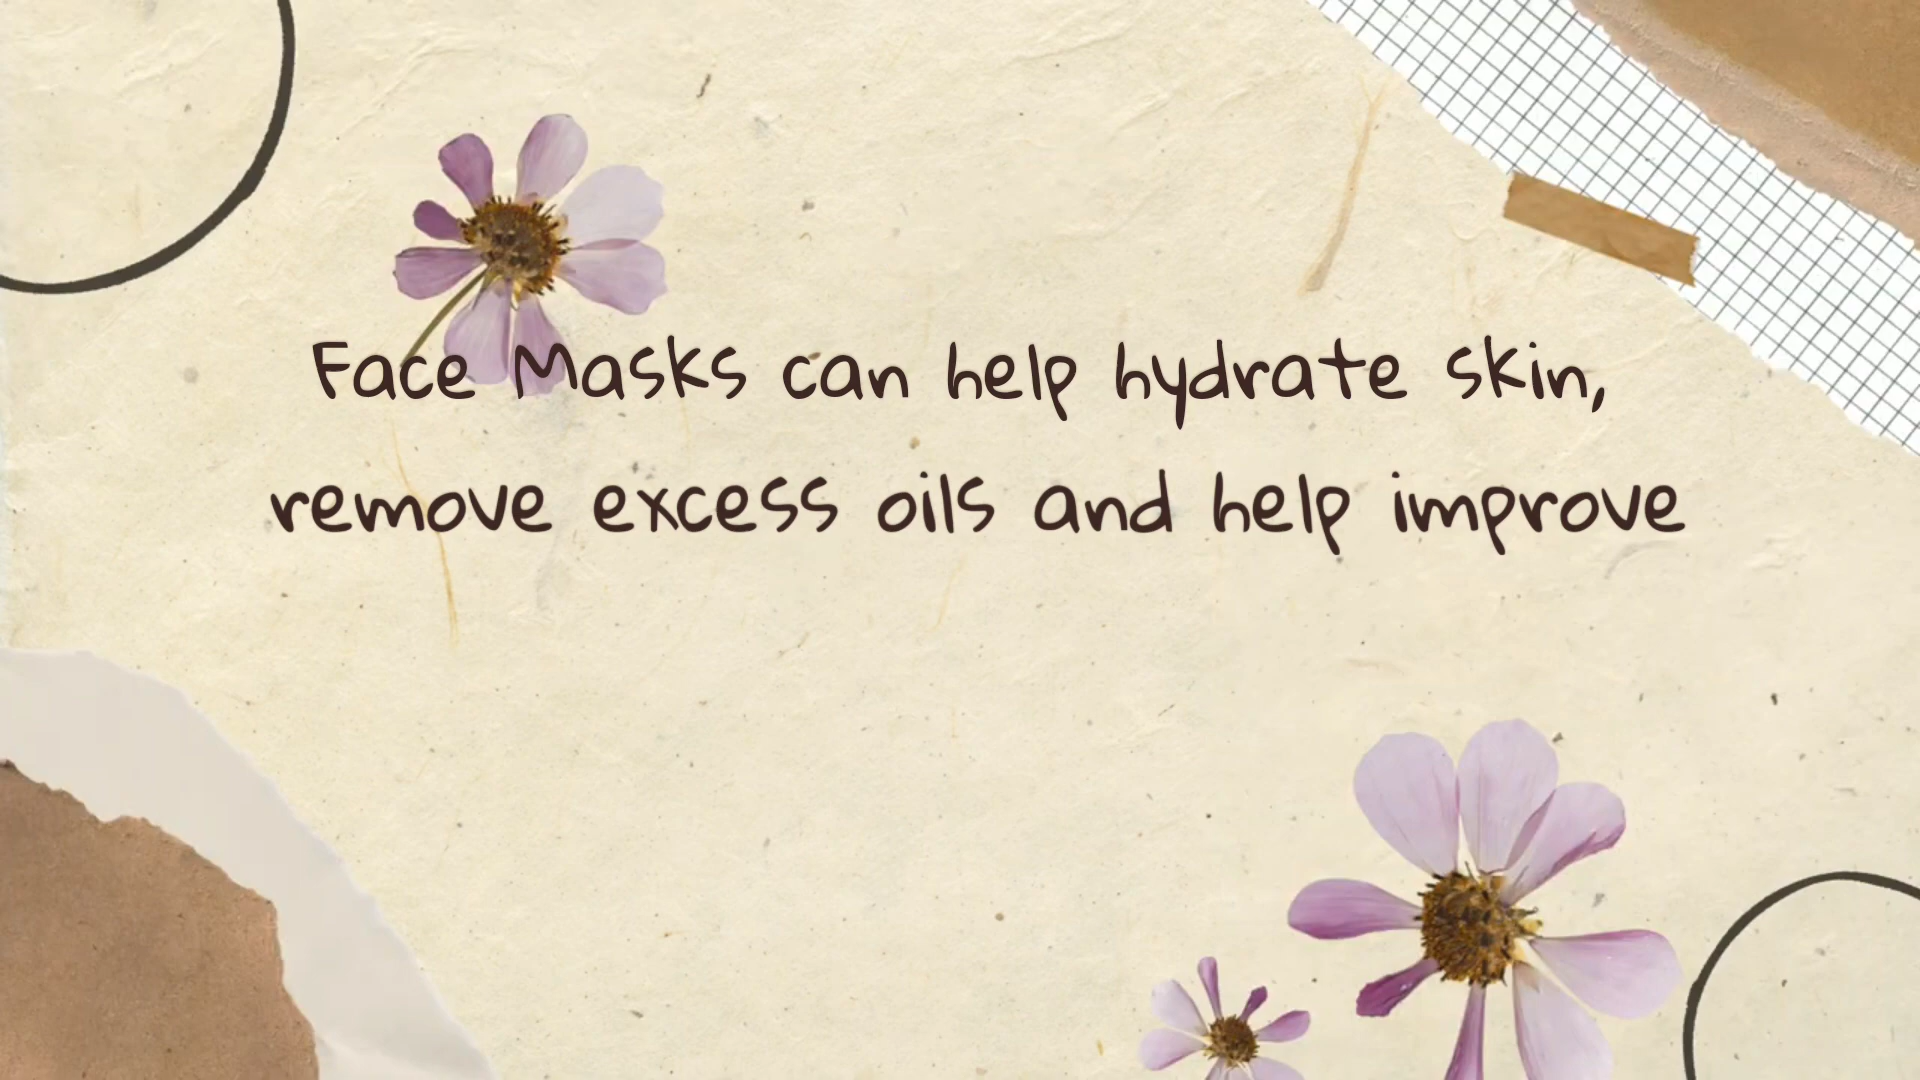 Face Masks can help hydrate skin,
remove excess oils and help improve